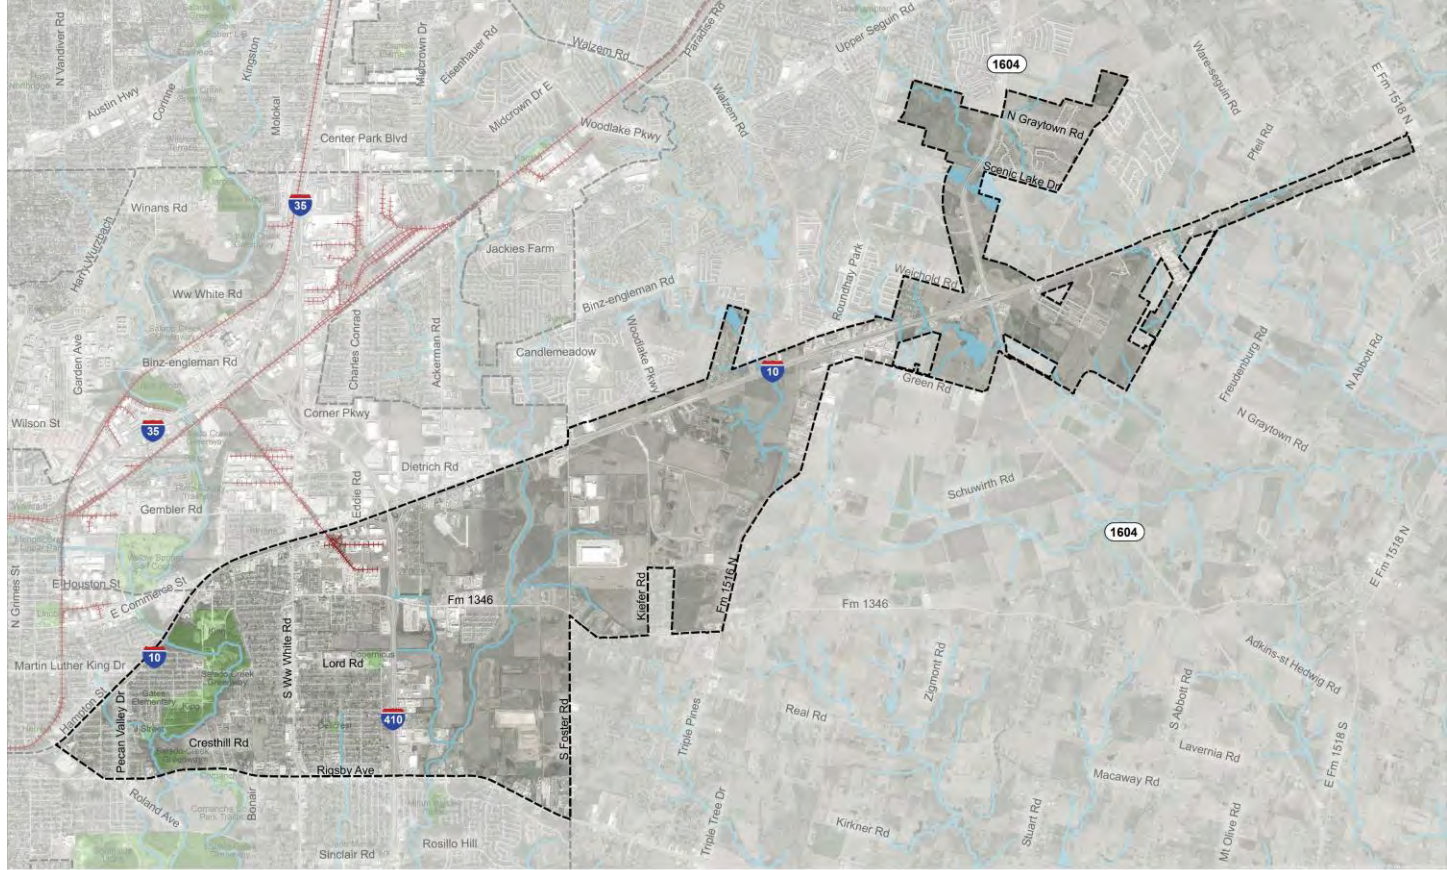 N Vandiver Rd
Kingston
Midcrown Dr
Eisenhauer Rd
Walzem Rd
Paradise Rd
Upper Seguin Rd
Austin Hwy
Corinne
Molokai
Midcrown Dr E
Walzem Rd
1604
Ware-seguin Rd
E Fm 1518 N
Center Park Blvd
Woodlake Pkwy
N Graytown Rd
Pfeil Rd
Scenic Lake Dr
35
Winans Rd
Harry Wurzbach
Jackies Farm
Roundhay Park
Weichold Rd
Ww White Rd
Binz-engleman Rd
Garden Ave
Binz-engleman Rd
Charles Conrad
Ackerman Rd
Candlemeadow
Woodlake Pkwy
10
Green Rd
Freudenburg Rd
N Abbott Rd
N Graytown Rd
Wilson St
35
Corner Pkwy
Dietrich Rd
Eddie Rd
Schuwirth Rd
Gembler Rd
1604
E Fm 1518 N
N Grimes St
E Houston St
E Commerce St
Fm 1346
Kiefer Rd
Fm 1516 N
Fm 1346
10
Martin Luther King Dr
S Ww White Rd
Lord Rd
Copernicus
Salado Creek
Greenway
Gates
Elementary
Zigmont Rd
S Abbott Rd
Adkins-st Hedwig Rd
Hampton St
Pecan Valley Dr
410
Cresthill Rd
S Foster Rd
Triple Pines
Real Rd
Lavernia Rd
E Fm 1518 S
Rigsby Ave
Macaway Rd
Roland Ave
Bonair
Comanche
Triple Tree Dr
Kirkner Rd
Stuart Rd
Mt Olive Rd
Sinclair Rd
Rosillo Hill